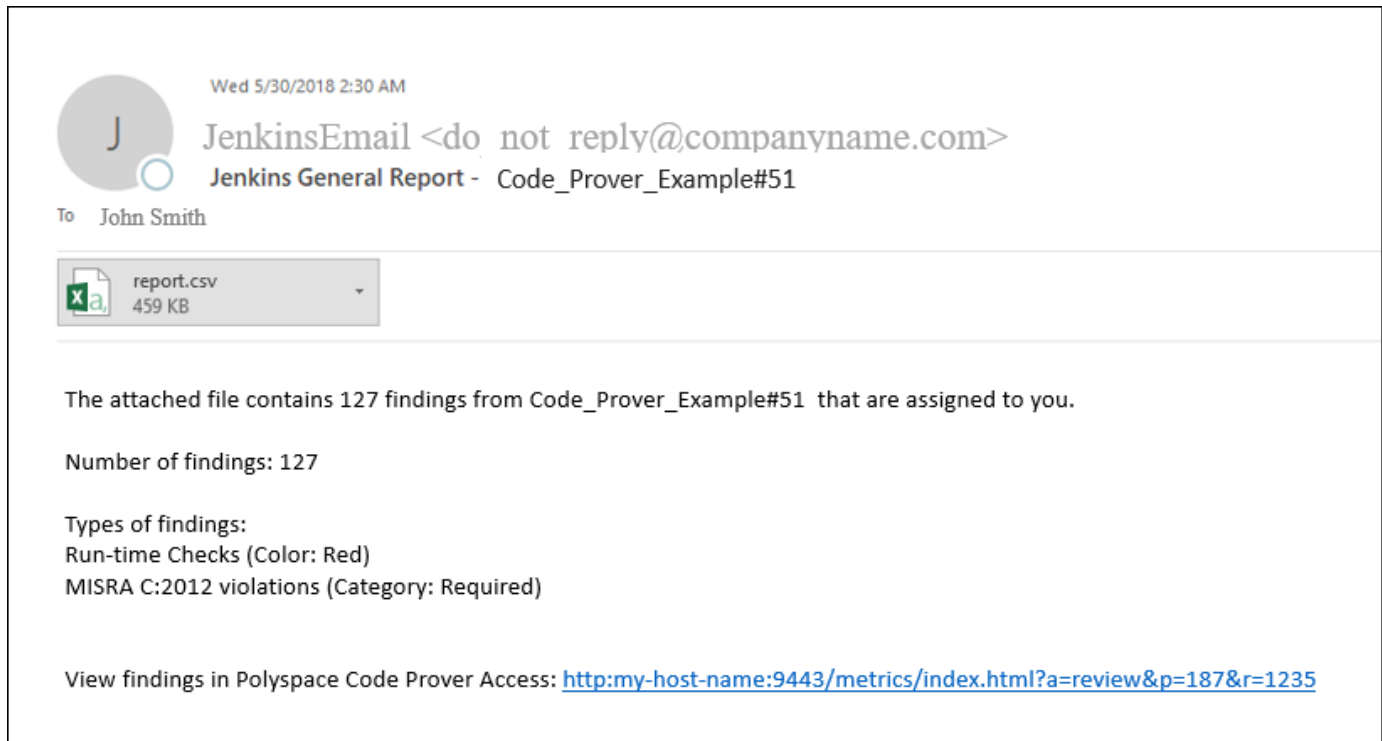 Wed 5/30/2018 2:30 AM
J
JenkinsEmail <do_not_reply@companyname.com>
Jenkins General Report - Code_Prover_Example#51
To John Smith
report.csv
459 KB
The attached file contains 127 findings from Code_Prover_Example#51 that are assigned to you.
Number of findings: 127
Types of findings:
Run-time Checks (Color: Red)
MISRA C:2012 violations (Category: Required)
View findings in Polyspace Code Prover Access: http:my-host-name:9443/metrics/index.html?a=review&p=187&r=1235